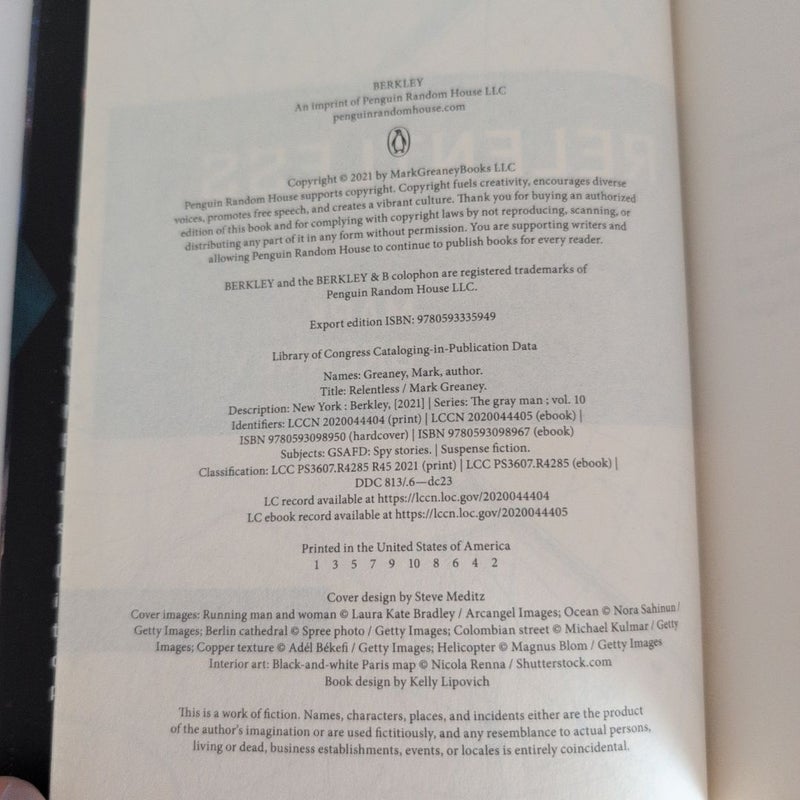 BERKLEY
An imprint of Penguin Random House LLC
penguinrandomhouse.com
Copyright © 2021 by MarkGreaneyBooks LLC
Penguin Random House supports copyright. Copyright fuels creativity, encourages diverse
voices, promotes free speech, and creates a vibrant culture. Thank you for buying an authorized
edition of this book and for complying with copyright laws by not reproducing, scanning, or
distributing any part of it in any form without permission. You are supporting writers and
allowing Penguin Random House to continue to publish books for every reader.
BERKLEY and the BERKLEY & B colophon are registered trademarks of
Penguin Random House LLC.
Export edition ISBN: 9780593335949
Library of Congress Cataloging-in-Publication Data
Names: Greaney, Mark, author.
Title: Relentless / Mark Greaney.
Description: New York : Berkley, [2021] | Series: The gray man ; vol. 10
Identifiers: LCCN 2020044404 (print) | LCCN 2020044405 (ebook) |
ISBN 9780593098950 (hardcover) | ISBN 9780593098967 (ebook)
Subjects: GSAFD: Spy stories. | Suspense fiction.
Classification: LCC PS3607.R4285 R45 2021 (print) | LCC PS3607.R4285 (ebook) |
DDC 813/.6—dc23
LC record available at https://lccn.loc.gov/2020044404
LC ebook record available at https://lccn.loc.gov/2020044405
Printed in the United States of America
1 3 5 7 9 10 8 6 4 2
Cover design by Steve Meditz
Cover images: Running man and woman © Laura Kate Bradley / Arcangel Images; Ocean © Nora Sahinun /
Getty Images; Berlin cathedral © Spree photo / Getty Images; Colombian street © Michael Kulmar / Getty
Images; Copper texture © Adél Békefi / Getty Images; Helicopter © Magnus Blom / Getty Images
Interior art: Black-and-white Paris map © Nicola Renna / Shutterstock.com
Book design by Kelly Lipovich
This is a work of fiction. Names, characters, places, and incidents either are the product
of the author's imagination or are used fictitiously, and any resemblance to actual persons,
living or dead, business establishments, events, or locales is entirely coincidental.